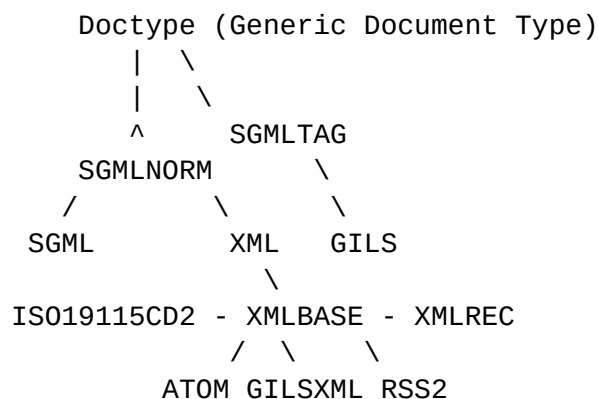 Doctype (Generic Document Type)
| \
| \
^ SGMLTAG
SGMLNORM \
/ \ \
SGML XML GILS
\
ISO19115CD2 - XMLBASE - XMLREC
/ \ \
ATOM GILSXML RSS2